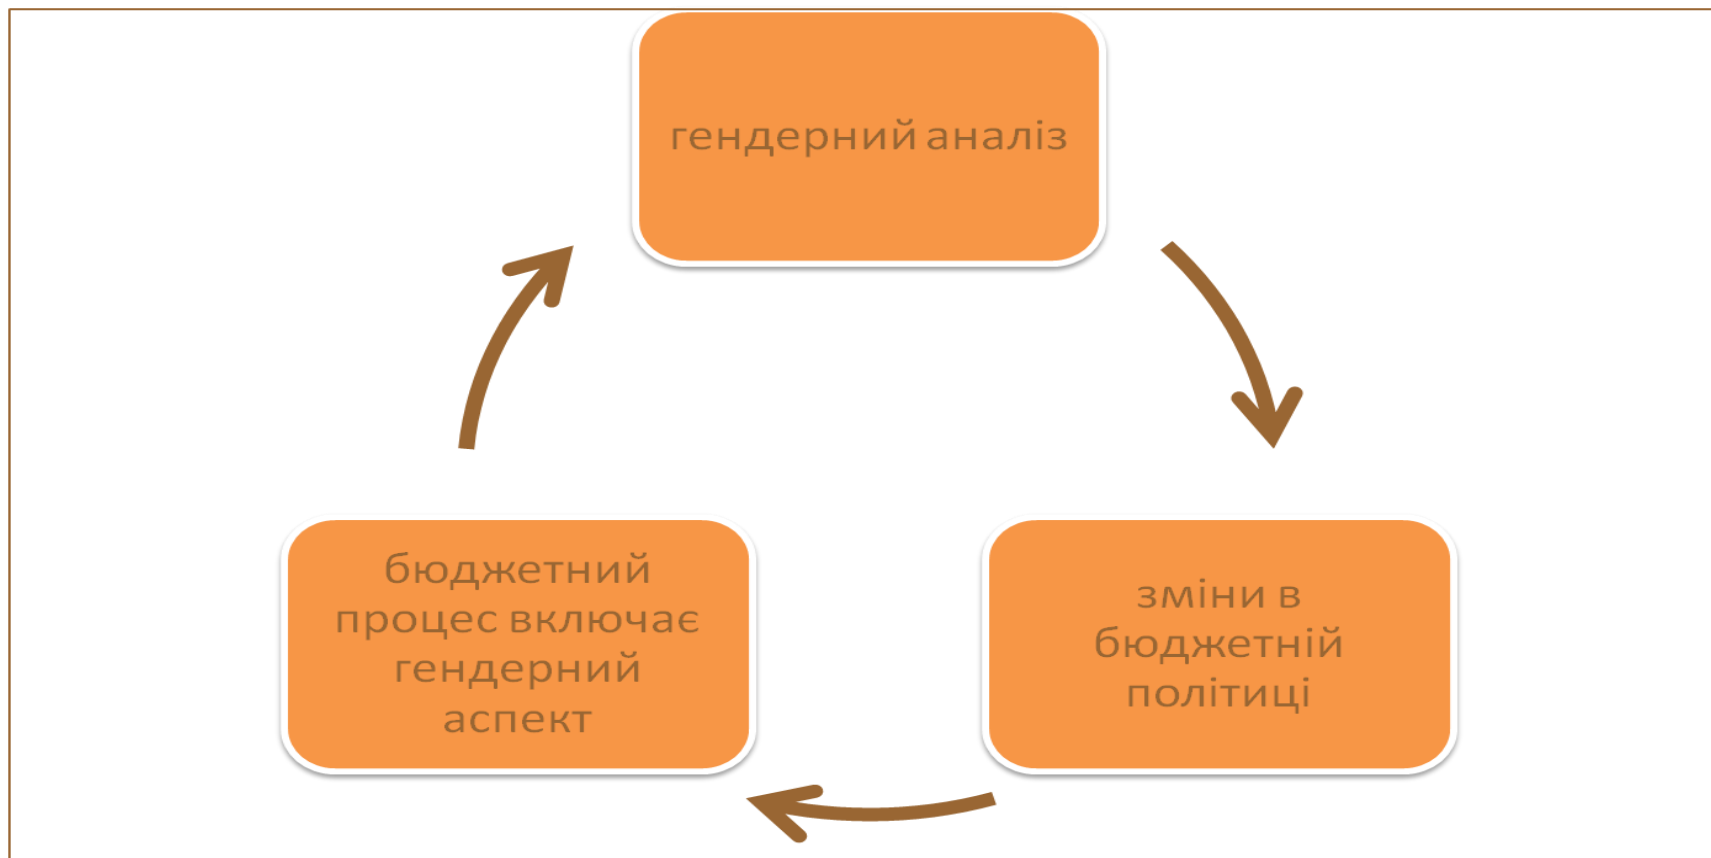 гендерний аналіз
бюджетний
процес включає
гендерний
аспект
зміни в
бюджетній
політиці